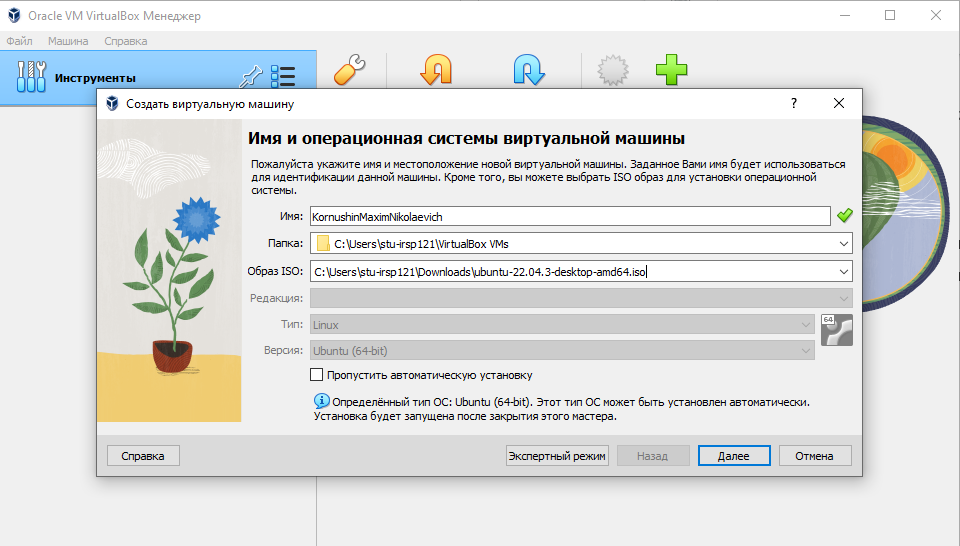 Oracle VM VirtualBox Менеджер
Файл Машина Справка
Инструменты
Создать виртуальную машину
?
Имя и операционная системы виртуальной машины
Пожалуйста укажите имя и местоположение новой виртуальной машины. Заданное Вами имя будет использоваться
для идентификации данной машины. Кроме того, вы можете выбрать ISO образ для установки операционной
системы.
Имя: KornushinMaximNikolaevich
Папка: C:\Users\stu-irsp121\VirtualBox VMs
Образ ISO: C:\Users\stu-irsp121\Downloads\ubuntu-22.04.3-desktop-amd64.iso
Редакция:
Тип: Linux
64
Версия: Ubuntu (64-bit)
Пропустить автоматическую установку
Определённый тип ОС: Ubuntu (64-bit). Этот тип ОС может быть установлен автоматически.
Установка будет запущена после закрытия этого мастера.
Справка Экспертный режим Назад Далее Отмена